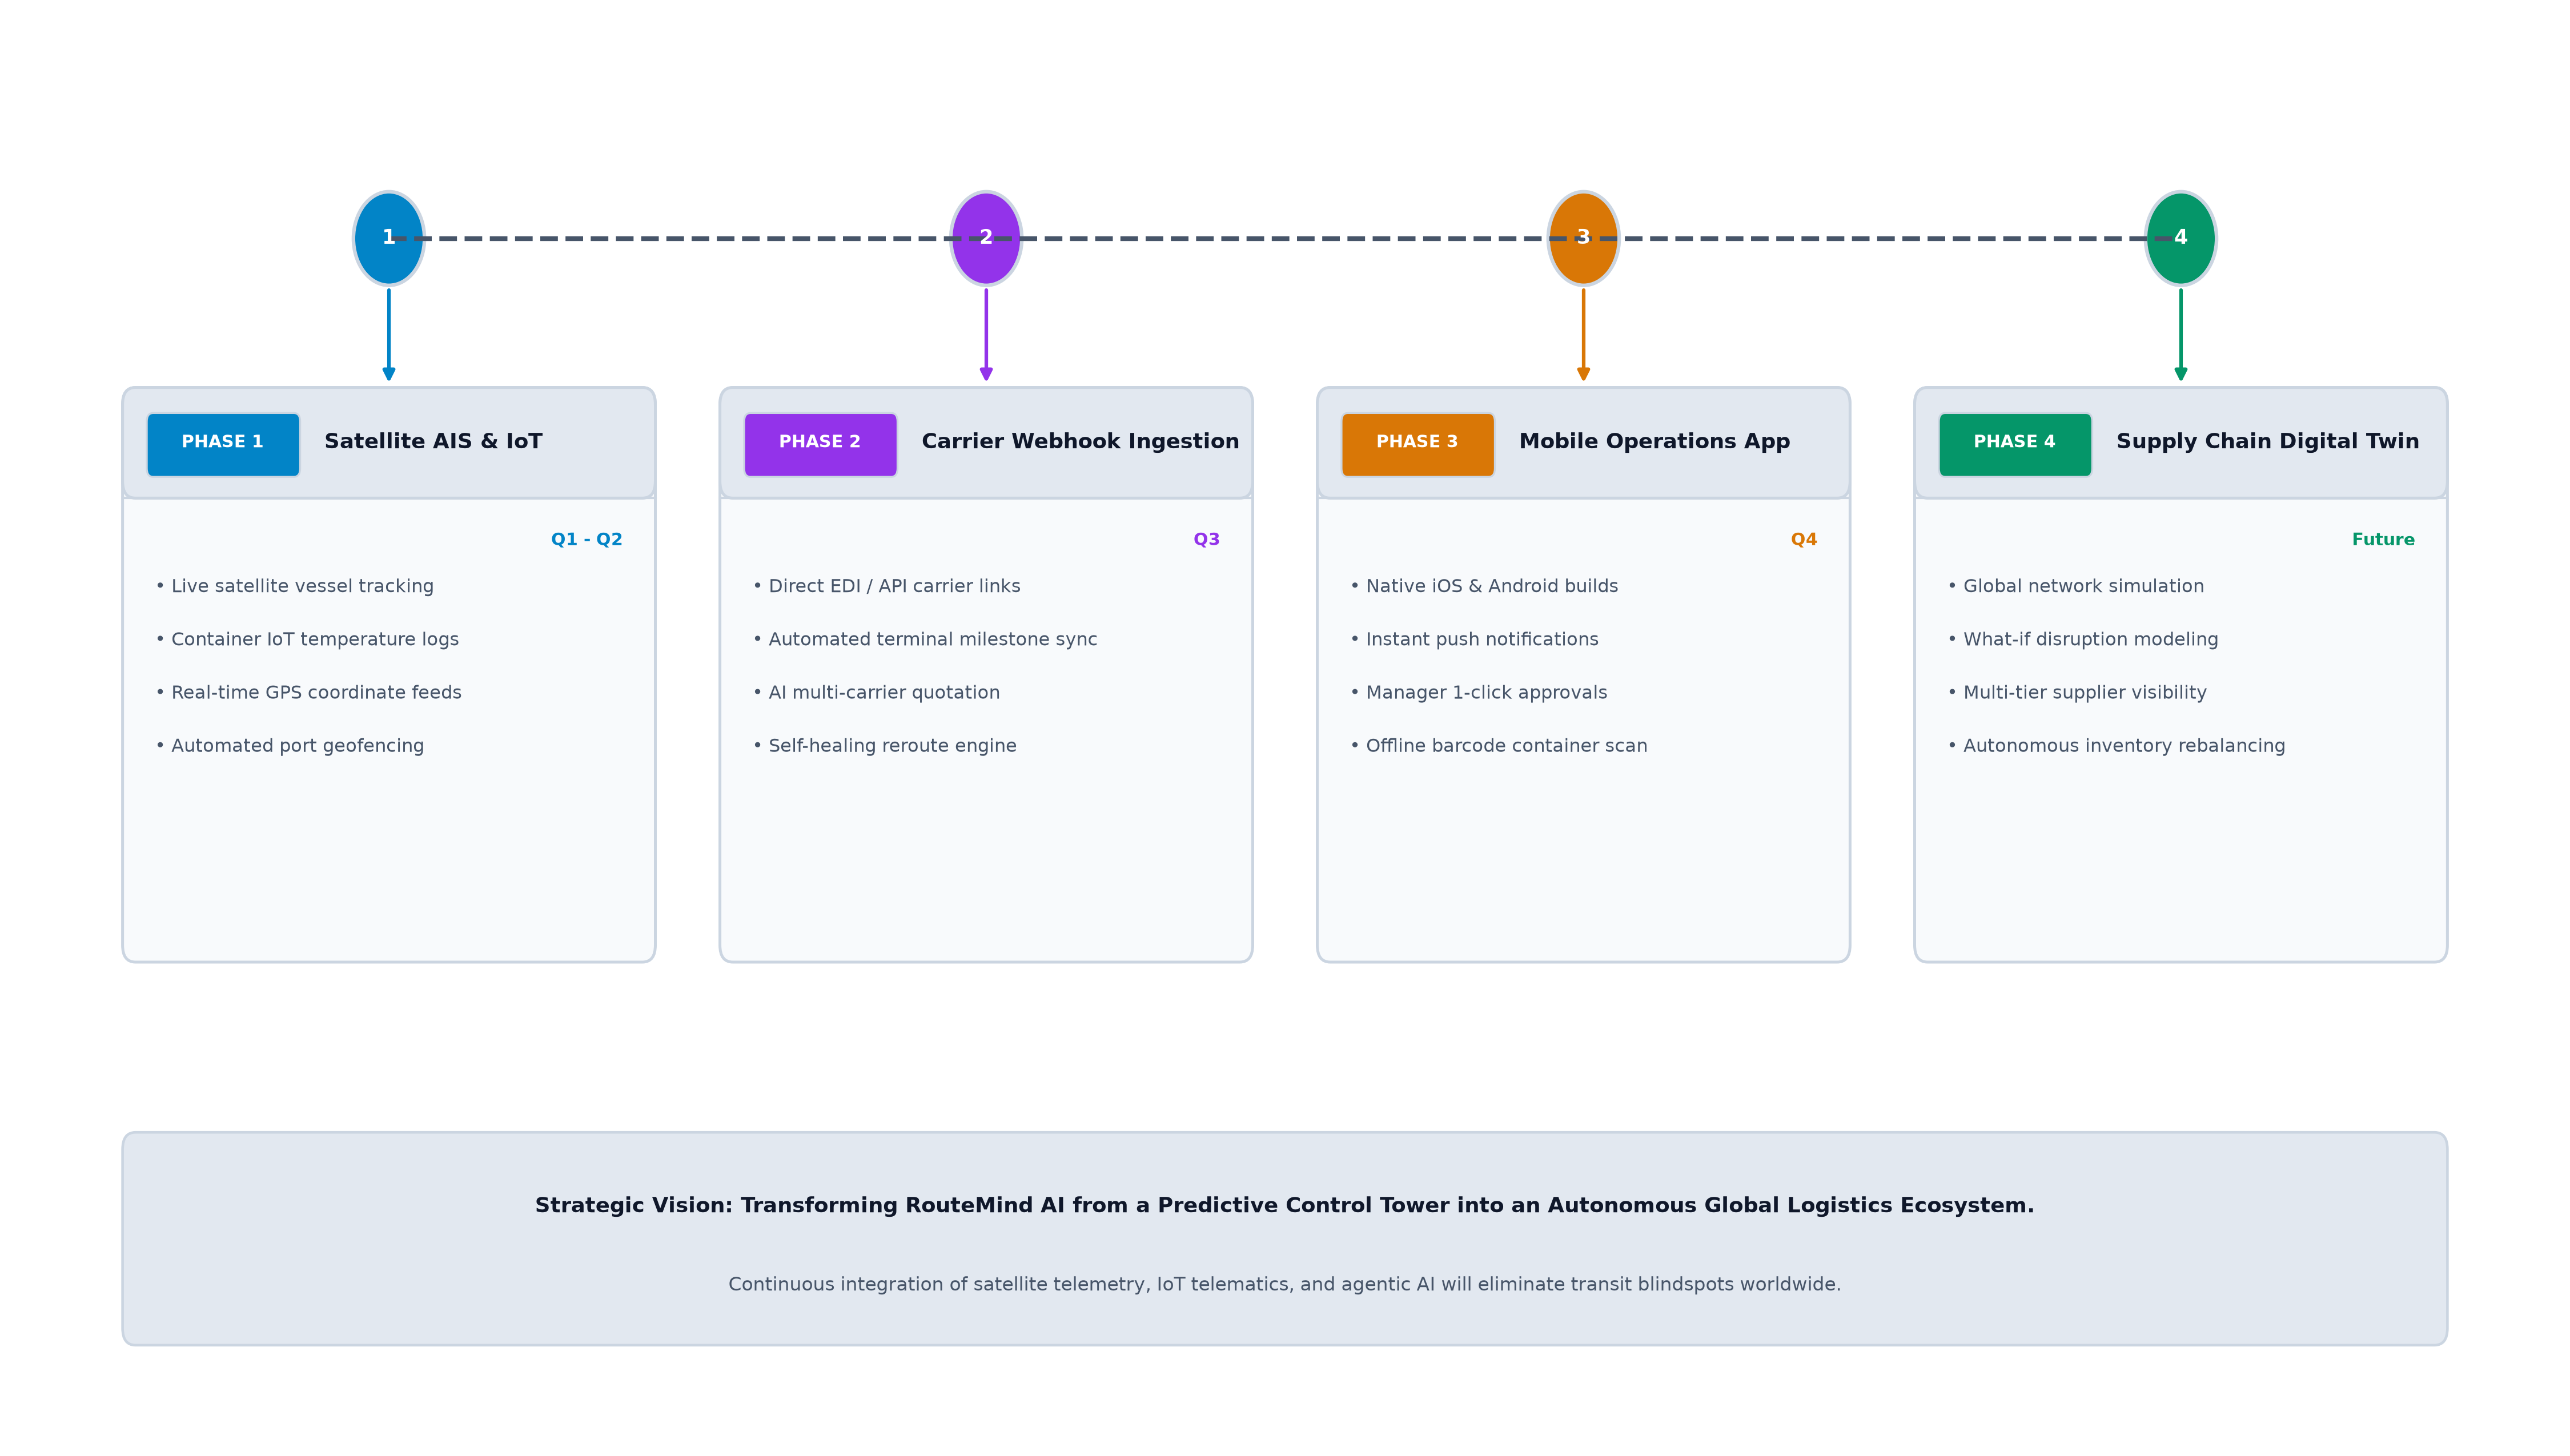 1
2
3
4
PHASE 1
Satellite AIS & IoT
Q1 - Q2
• Live satellite vessel tracking
• Container IoT temperature logs
• Real-time GPS coordinate feeds
• Automated port geofencing
PHASE 2
Carrier Webhook Ingestion
Q3
• Direct EDI / API carrier links
• Automated terminal milestone sync
• AI multi-carrier quotation
• Self-healing reroute engine
PHASE 3
Mobile Operations App
Q4
• Native iOS & Android builds
• Instant push notifications
• Manager 1-click approvals
• Offline barcode container scan
PHASE 4
Supply Chain Digital Twin
Future
• Global network simulation
• What-if disruption modeling
• Multi-tier supplier visibility
• Autonomous inventory rebalancing
Strategic Vision: Transforming RouteMind AI from a Predictive Control Tower into an Autonomous Global Logistics Ecosystem.
Continuous integration of satellite telemetry, IoT telematics, and agentic AI will eliminate transit blindspots worldwide.